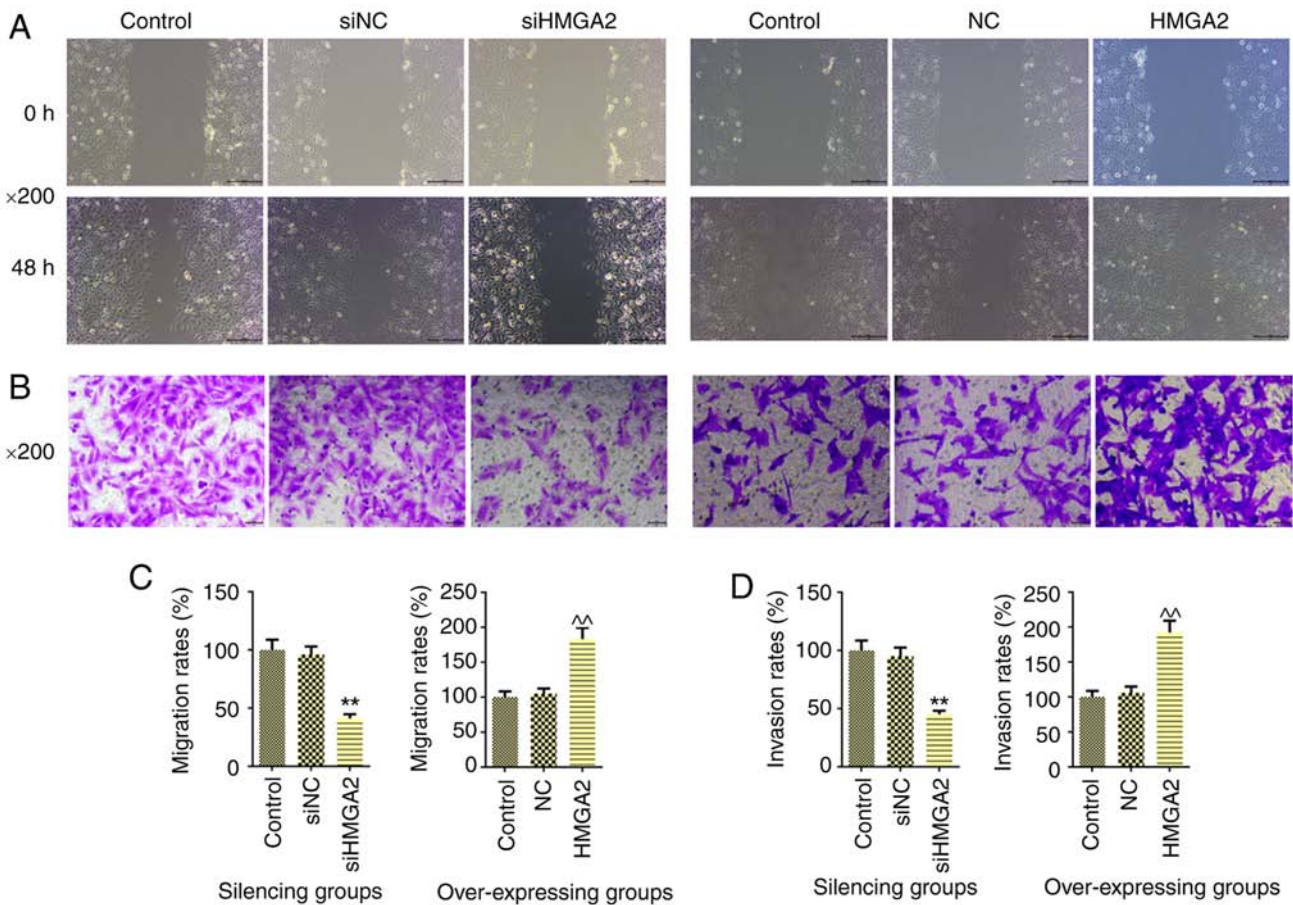 A
Control
siNC
siHMGA2
Control
NC
HMGA2
0 h
×200
48 h
B
×200
C
Migration rates (%)
150
100
50
0
**
Control
siNC
siHMGA2
Silencing groups
Migration rates (%)
250
200
150
100
50
0
^^
Control
NC
HMGA2
Over-expressing groups
D
Invasion rates (%)
150
100
50
0
**
Control
siNC
siHMGA2
Silencing groups
Invasion rates (%)
250
200
150
100
50
0
^^
Control
NC
HMGA2
Over-expressing groups